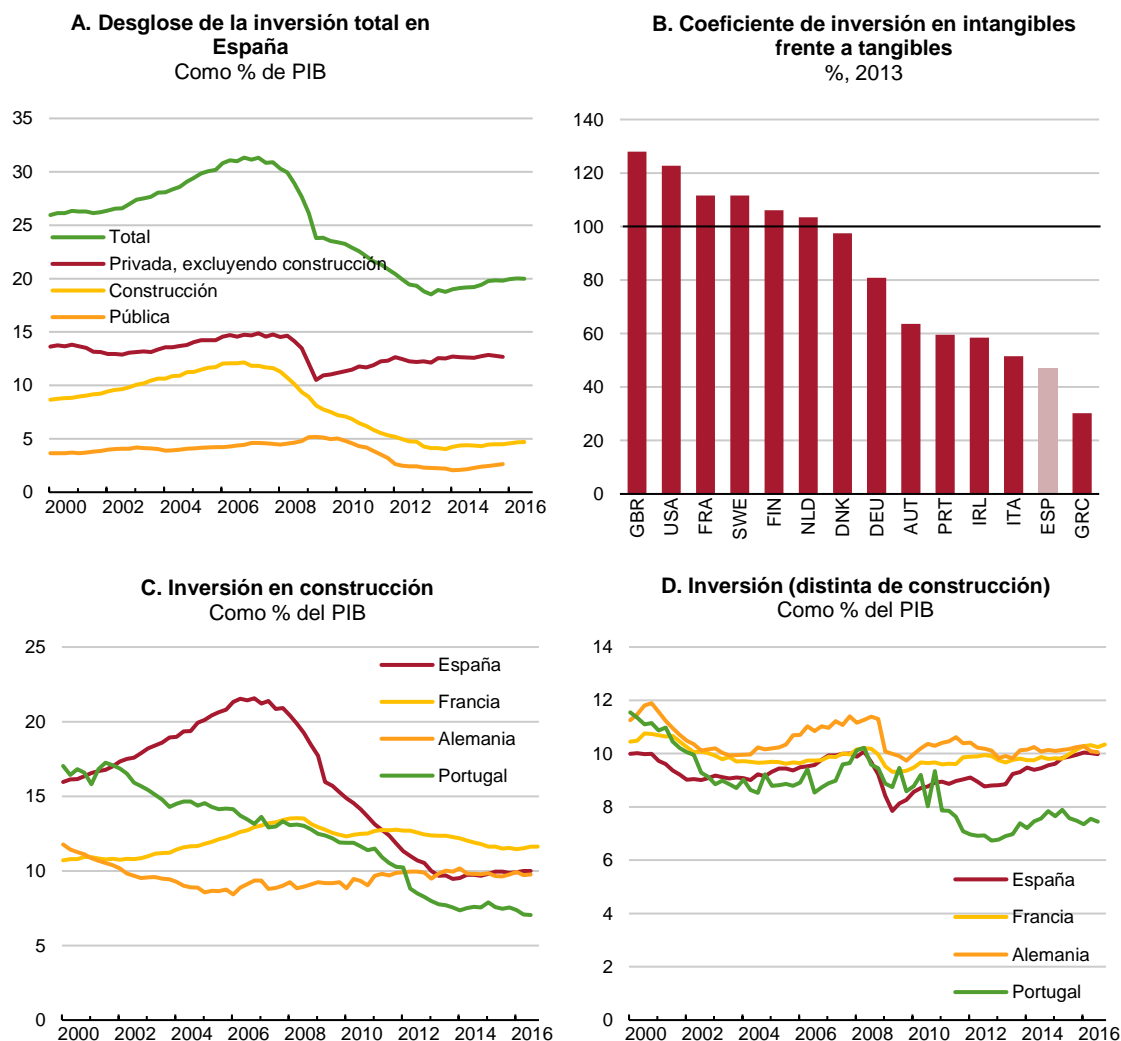 A. Desglose de la inversión total en
España
Como % de PIB
35
30
25
20
15
10
5
0
Total
Privada, excluyendo construcción
Construcción
Pública
2000 2002 2004 2006 2008 2010 2012 2014 2016
B. Coeficiente de inversión en intangibles
frente a tangibles
%, 2013
140
120
100
80
60
40
20
0
GBR USA FRA SWE FIN NLD DNK DEU AUT PRT IRL ITA ESP GRC
C. Inversión en construcción
Como % del PIB
25
20
15
10
5
0
España
Francia
Alemania
Portugal
2000 2002 2004 2006 2008 2010 2012 2014 2016
D. Inversión (distinta de construcción)
Como % del PIB
14
12
10
8
6
4
2
0
España
Francia
Alemania
Portugal
2000 2002 2004 2006 2008 2010 2012 2014 2016